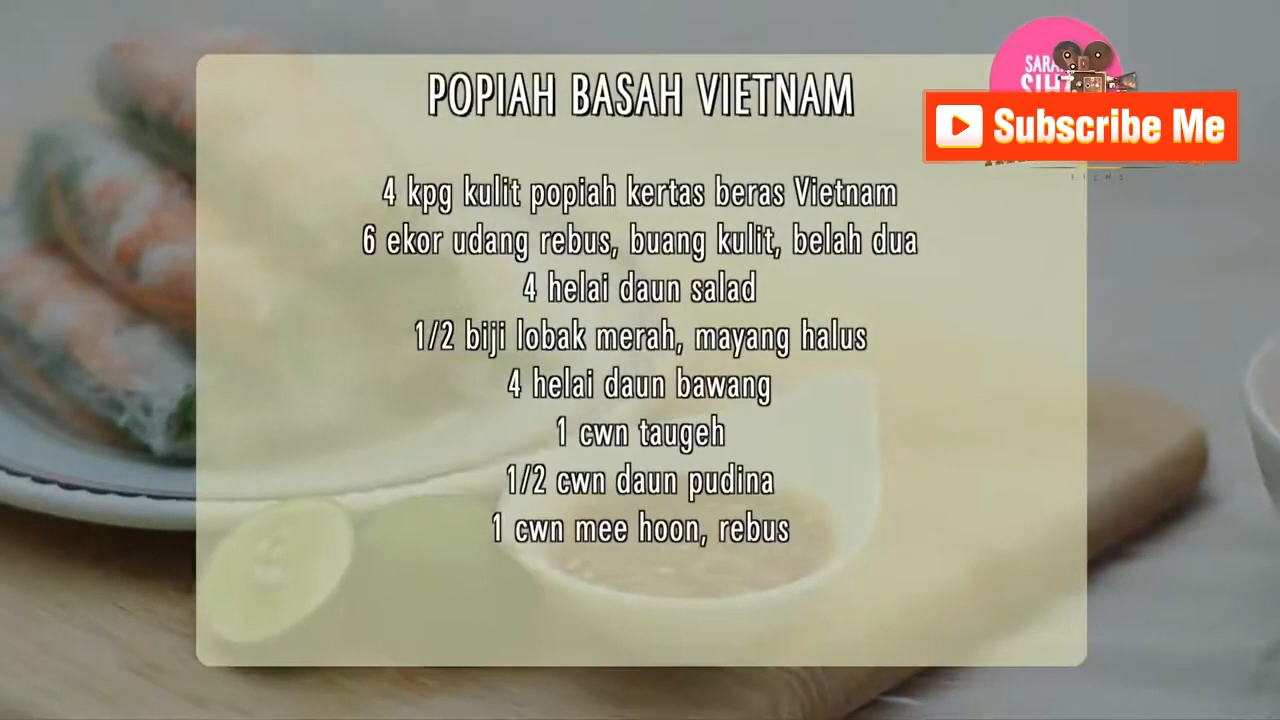 POPIAH BASAH VIETNAM
Subscribe Me
4 kpg kulit popiah kertas beras Vietnam
6 ekor udang rebus, buang kulit, belah dua
4 helai daun salad
1/2 biji lobak merah, mayang halus
4 helai daun bawang
1 cwn taugeh
1/2 cwn daun pudina
1 cwn mee hoon, rebus